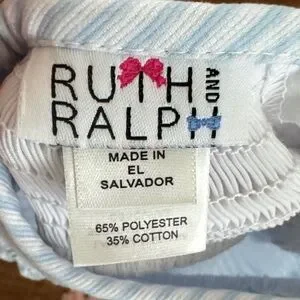 RUTH AND
RALPH
MADE IN
EL
SALVADOR
65% POLYESTER
35% COTTON